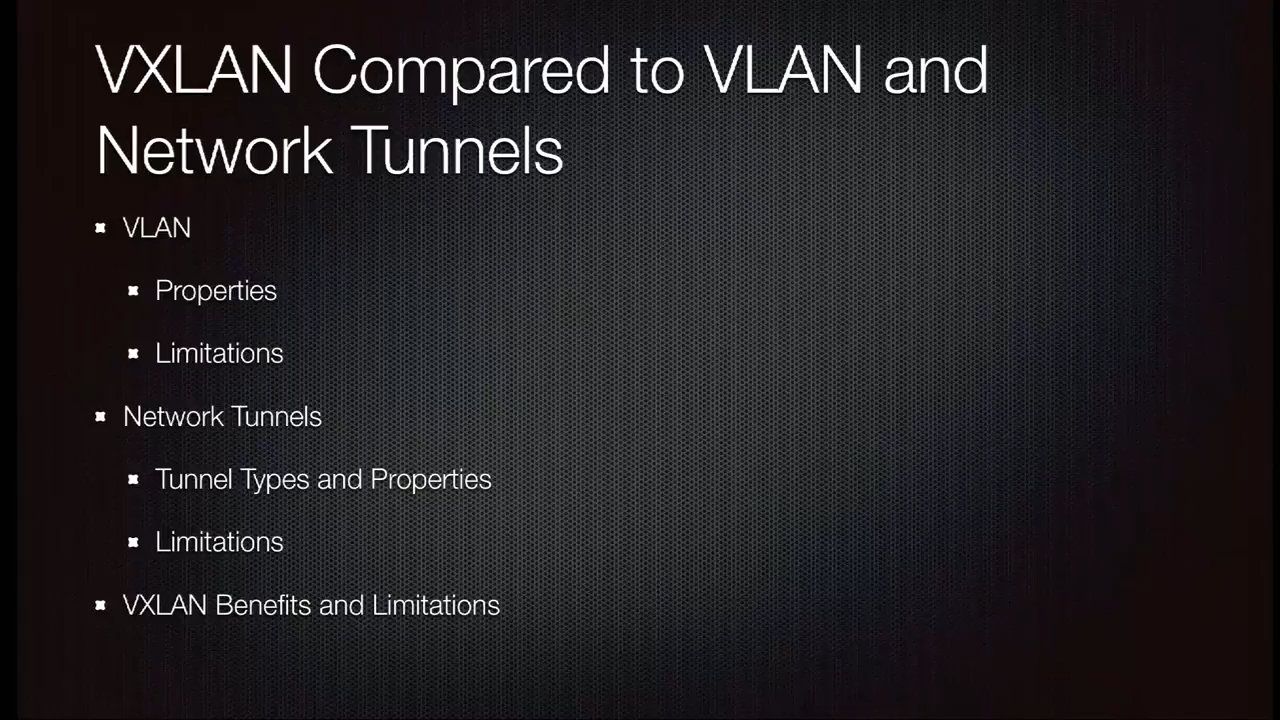 VXLAN Compared to VLAN and
Network Tunnels
VLAN
Properties
Limitations
Network Tunnels
Tunnel Types and Properties
Limitations
VXLAN Benefits and Limitations